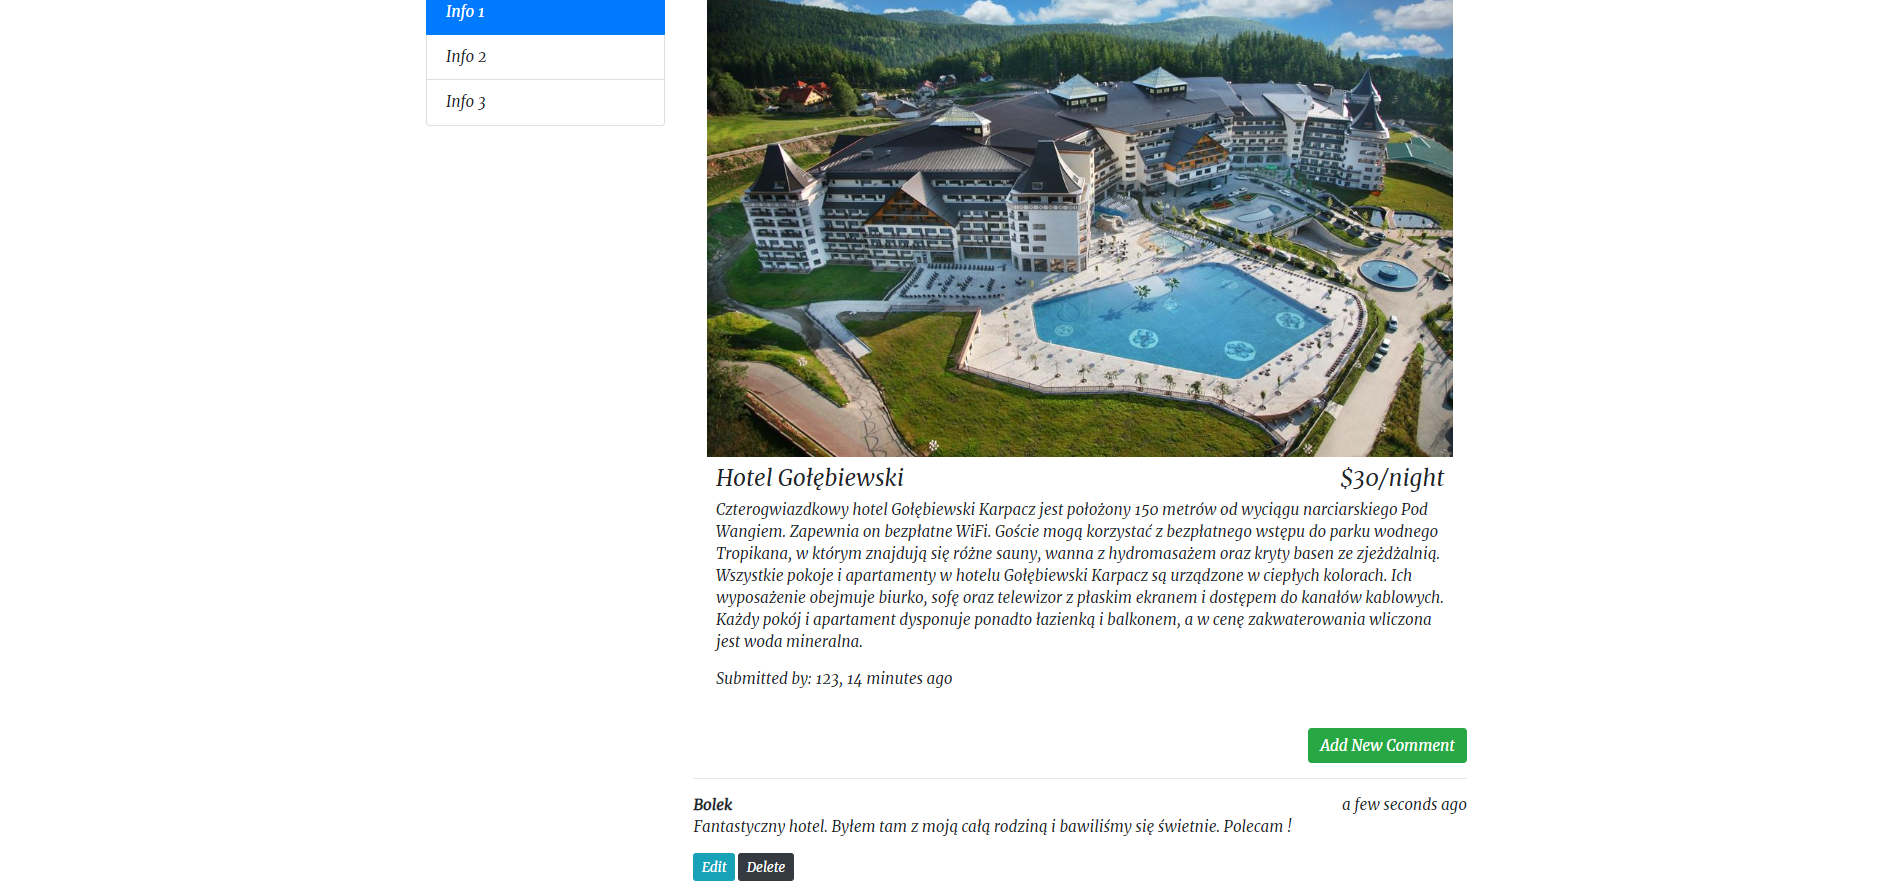 Info 1
Info 2
Info 3
Hotel Gołębiewski
$30/night
Czterogwiazdkowy hotel Gołębiewski Karpacz jest położony 150 metrów od wyciągu narciarskiego Pod
Wangiem. Zapewnia on bezpłatne WiFi. Goście mogą korzystać z bezpłatnego wstępu do parku wodnego
Tropikana, w którym znajdują się różne sauny, wanna z hydromasażem oraz kryty basen ze zjeżdżalnią.
Wszystkie pokoje i apartamenty w hotelu Gołębiewski Karpacz są urządzone w ciepłych kolorach. Ich
wyposażenie obejmuje biurko, sofę oraz telewizor z płaskim ekranem i dostępem do kanałów kablowych.
Każdy pokój i apartament dysponuje ponadto łazienką i balkonem, a w cenę zakwaterowania wliczona
jest woda mineralna.
Submitted by: 123, 14 minutes ago
Add New Comment
Bolek
a few seconds ago
Fantastyczny hotel. Byłem tam z moją całą rodziną i bawiliśmy się świetnie. Polecam !
Edit
Delete